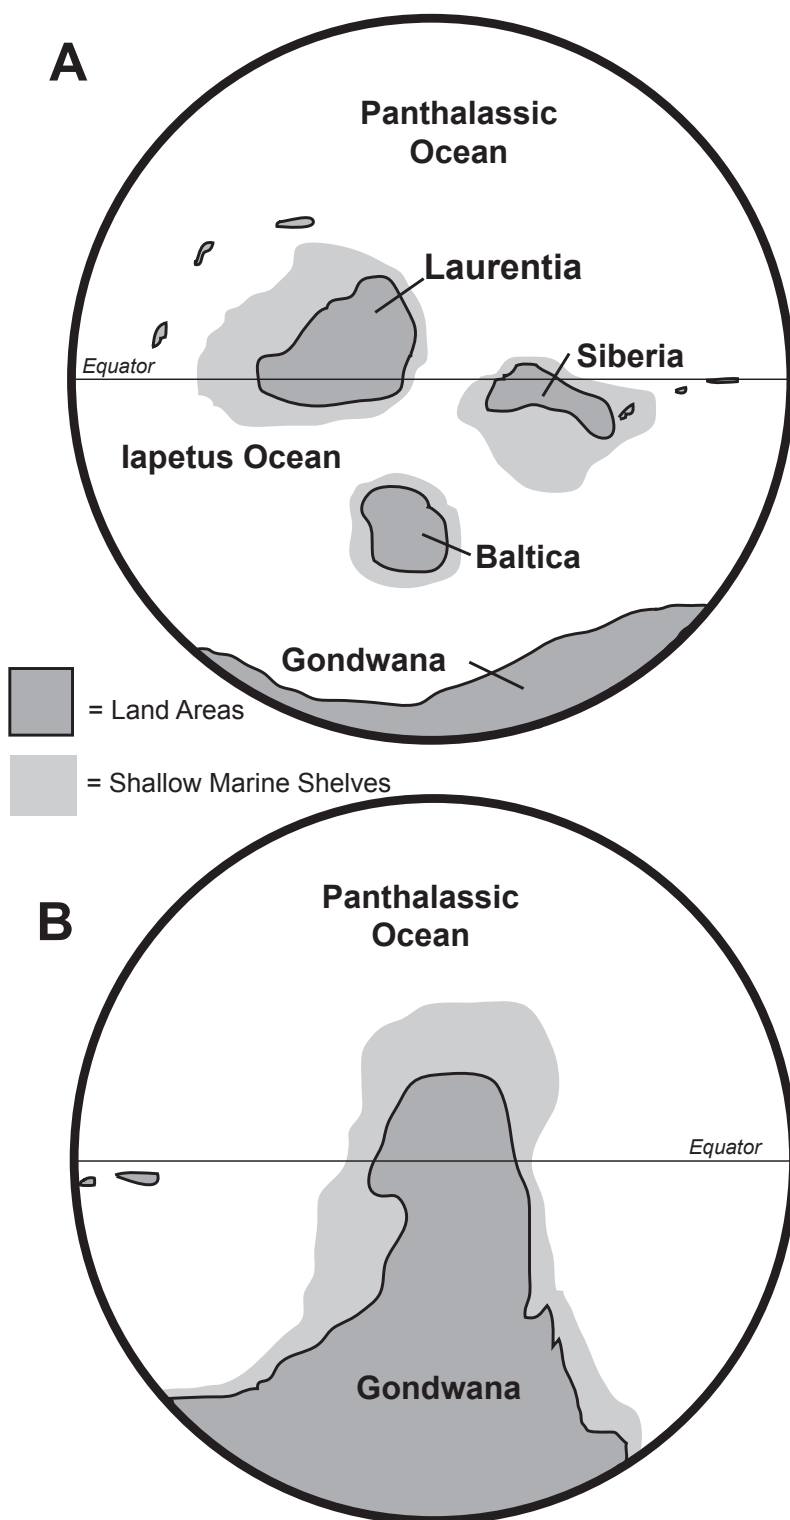 A
Panthalassic
Ocean
Laurentia
Equator
Siberia
Iapetus Ocean
Baltica
Gondwana
= Land Areas
= Shallow Marine Shelves
B
Panthalassic
Ocean
Equator
Gondwana